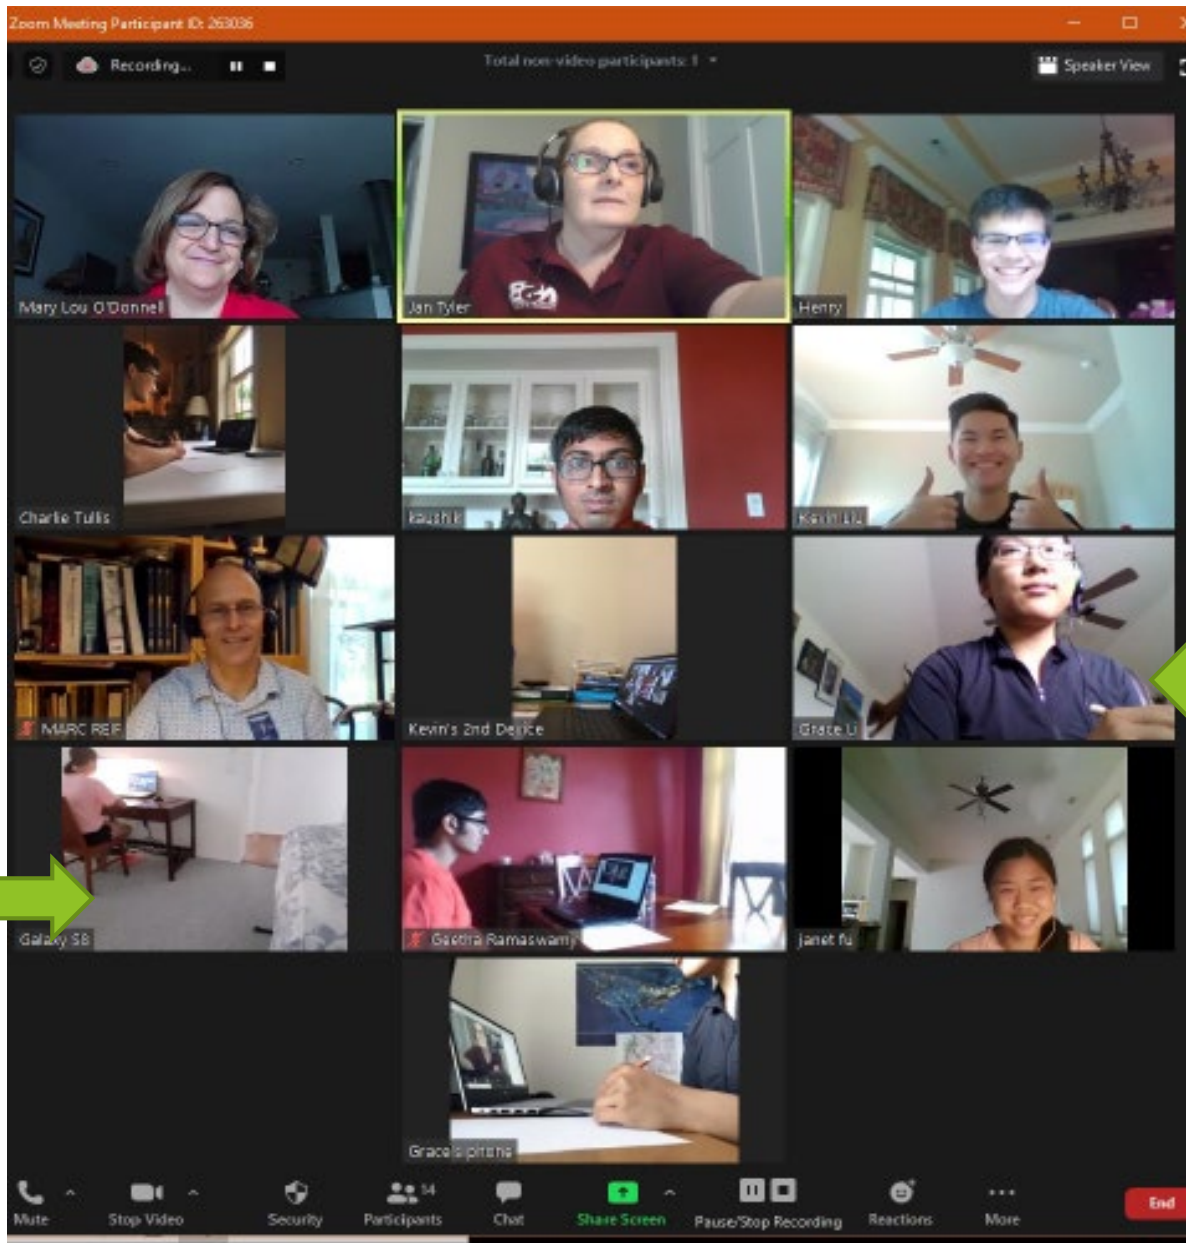 Zoom Meeting Participant ID: 263036
Recording...
Total non-video participants: 1
Speaker View
Mary Lou O'Donnell
Jan Tyler
Henry
Charlie Tullis
kaushik
Kevin Liu
MARC REIF
Kevin's 2nd Device
Grace Li
Galaxy S8
Geetha Ramaswamy
janet fu
Grace's iphone
14
Mute
Stop Video
Security
Participants
Chat
Share Screen
Pause/Stop Recording
Reactions
More
End